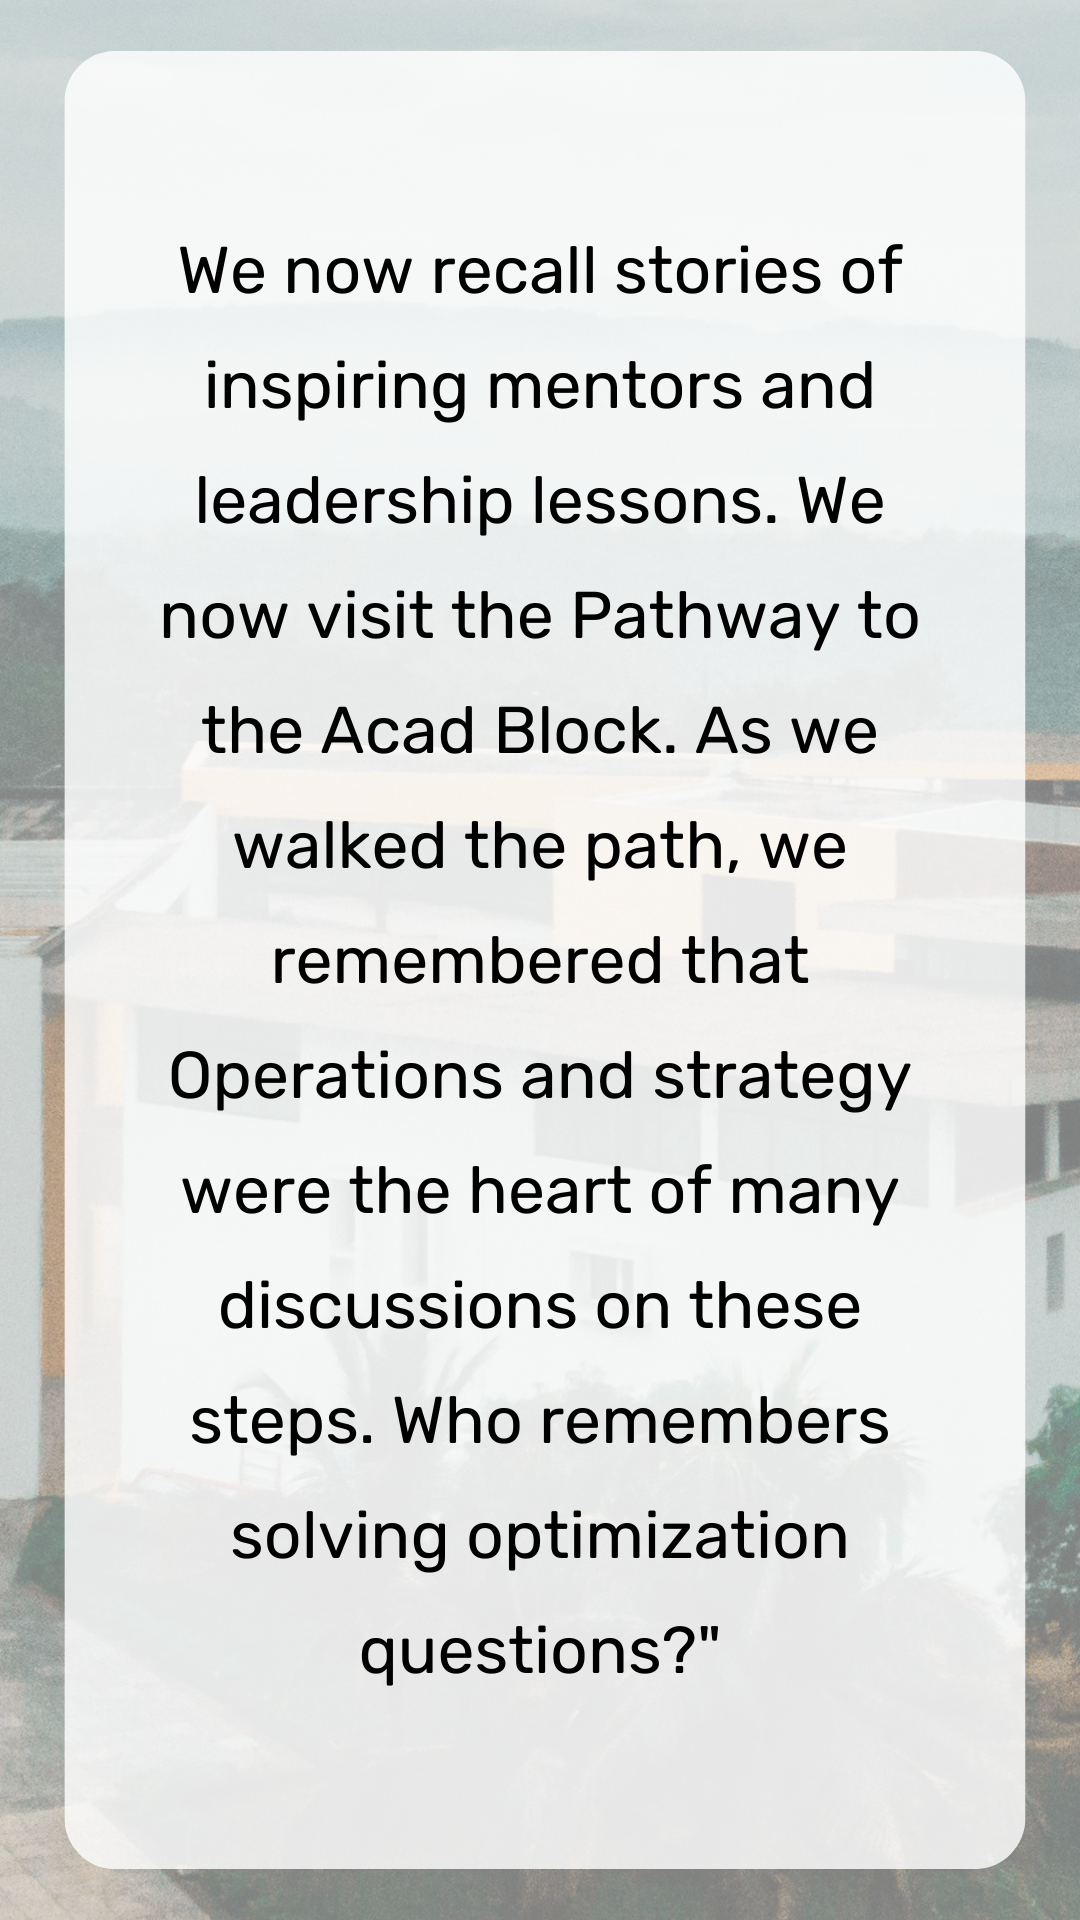 We now recall stories of
inspiring mentors and
leadership lessons. We
now visit the Pathway to
the Acad Block. As we
walked the path, we
remembered that
Operations and strategy
were the heart of many
discussions on these
steps. Who remembers
solving optimization
questions?"